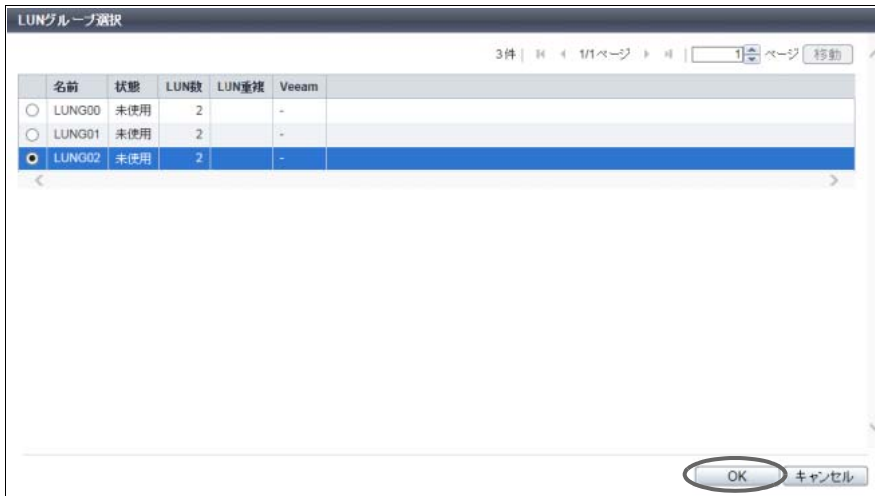 LUNグループ選択
3件 | 1/1ページ | 1 ページ 移動
名前 状態 LUN数 LUN重複 Veeam
LUNG00 未使用 2 -
LUNG01 未使用 2 -
LUNG02 未使用 2 -
OK キャンセル